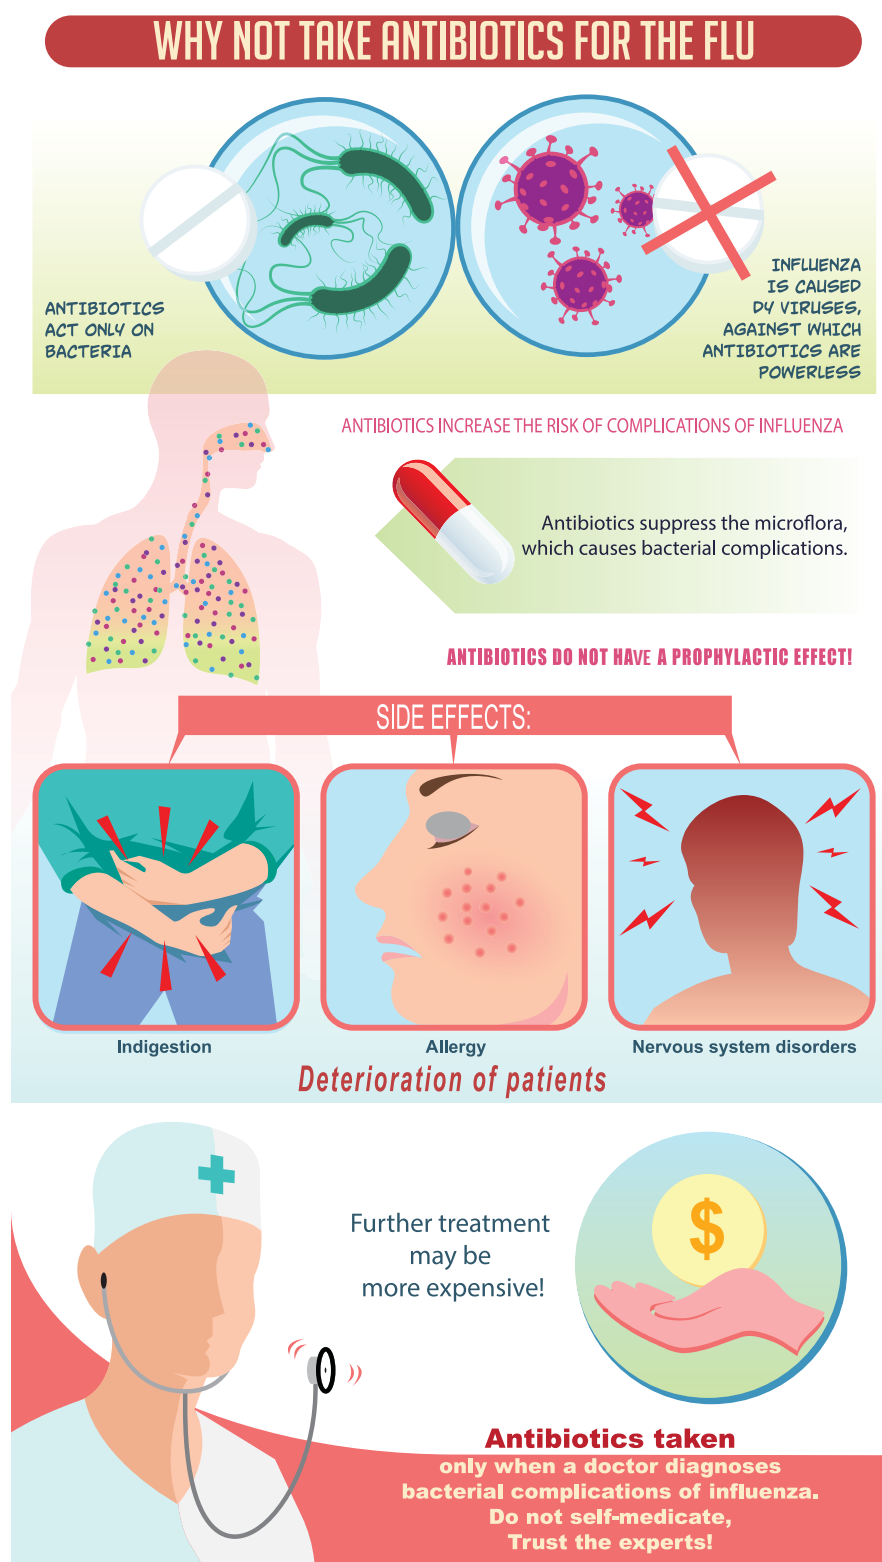 WHY NOT TAKE ANTIBIOTICS FOR THE FLU
ANTIBIOTICS
ACT ONLY ON
BACTERIA
INFLUENZA
IS CAUSED
DY VIRUSES,
AGAINST WHICH
ANTIBIOTICS ARE
POWERLESS
ANTIBIOTICS INCREASE THE RISK OF COMPLICATIONS OF INFLUENZA
Antibiotics suppress the microflora,
which causes bacterial complications.
ANTIBIOTICS DO NOT HAVE A PROPHYLACTIC EFFECT!
SIDE EFFECTS:
Indigestion
Allergy
Nervous system disorders
Deterioration of patients
Further treatment
may be
more expensive!
$
Antibiotics taken
only when a doctor diagnoses
bacterial complications of influenza.
Do not self-medicate,
Trust the experts!